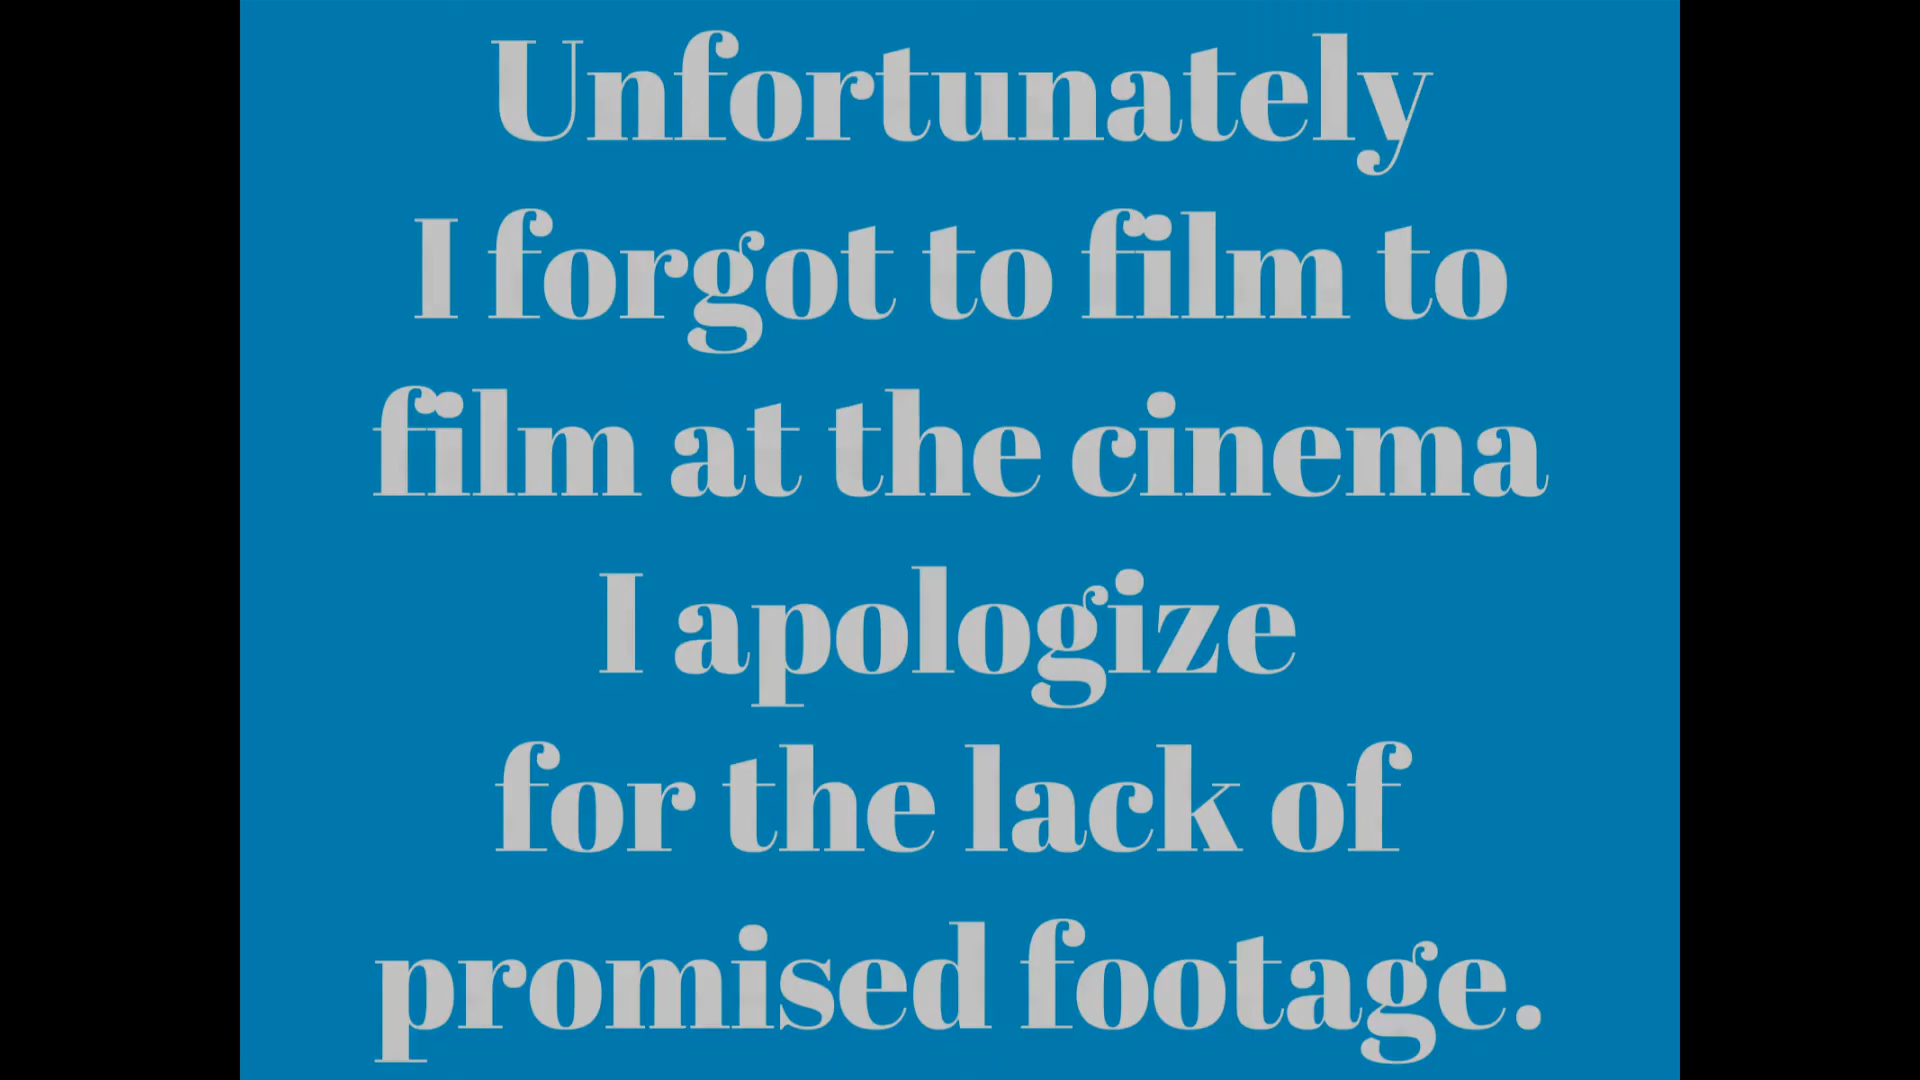 Unfortunately
I forgot to film to
film at the cinema
I apologize
for the lack of
promised footage.